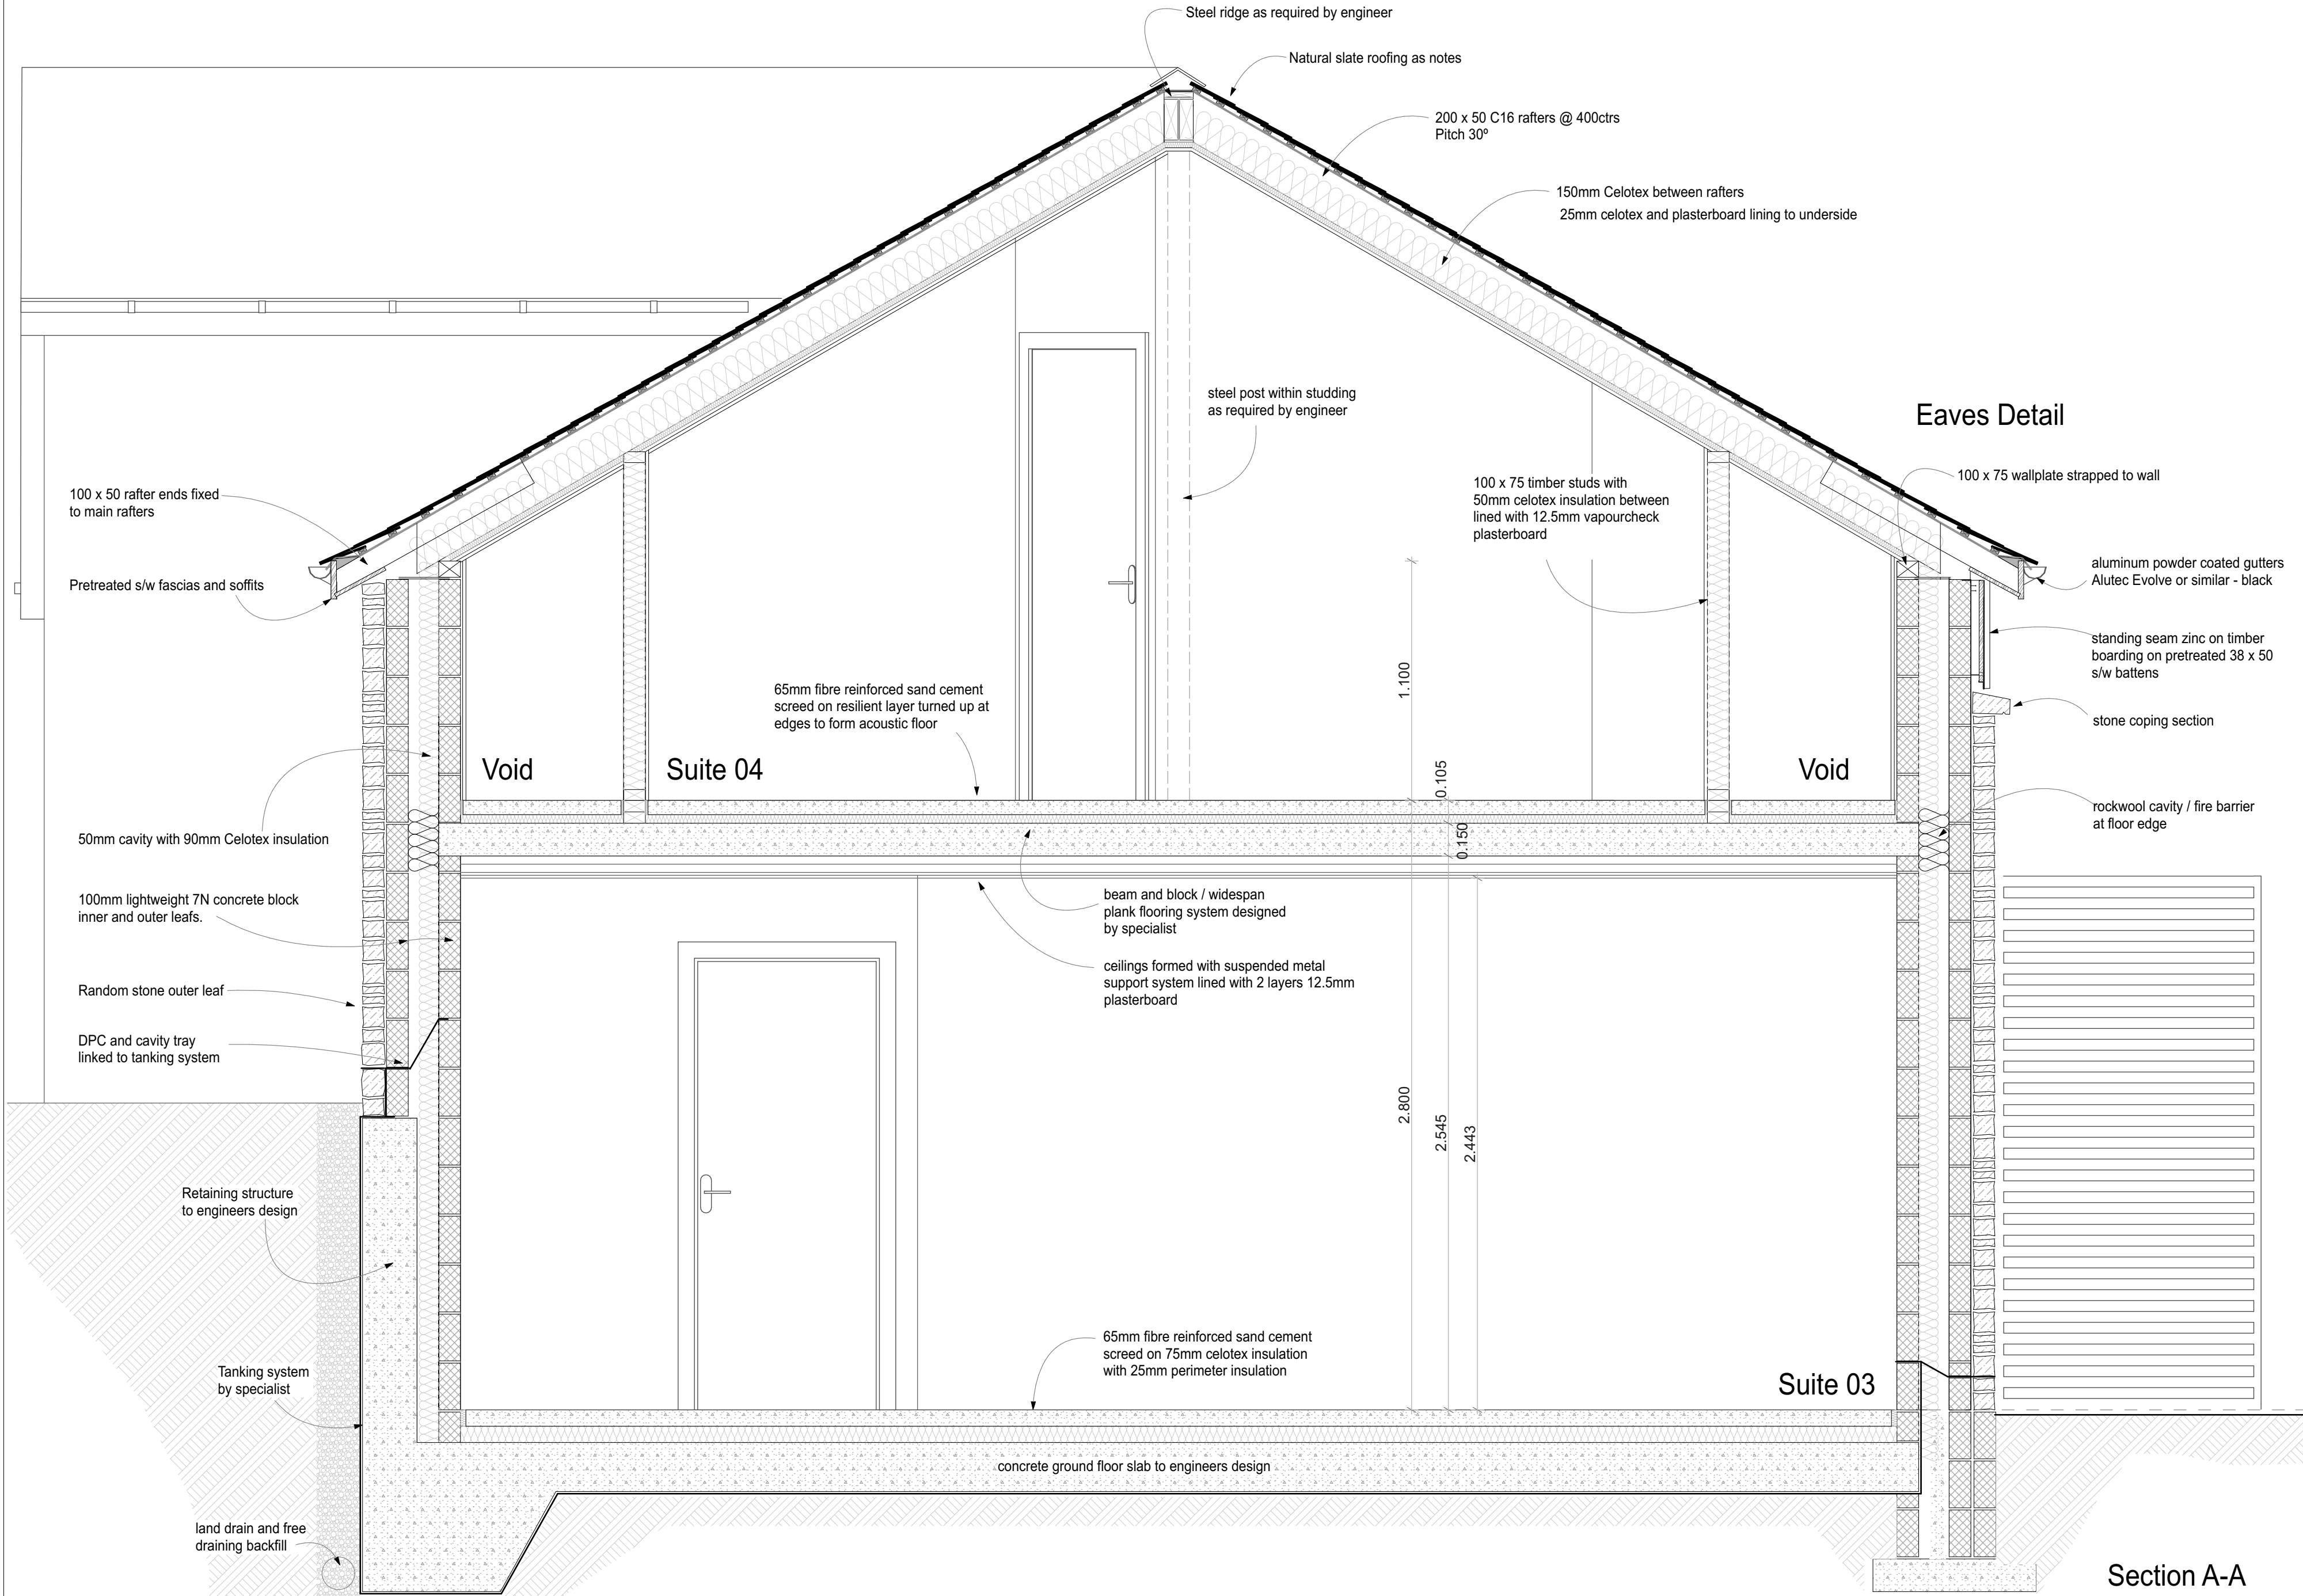 Steel ridge as required by engineer
Natural slate roofing as notes
200 x 50 C16 rafters @ 400ctrs
Pitch 30º
150mm Celotex between rafters
25mm celotex and plasterboard lining to underside
steel post within studding
as required by engineer
Eaves Detail
100 x 75 wallplate strapped to wall
100 x 75 timber studs with
50mm celotex insulation between
lined with 12.5mm vapourcheck
plasterboard
100 x 50 rafter ends fixed
to main rafters
Pretreated s/w fascias and soffits
aluminum powder coated gutters
Alutec Evolve or similar - black
standing seam zinc on timber
boarding on pretreated 38 x 50
s/w battens
stone coping section
65mm fibre reinforced sand cement
screed on resilient layer turned up at
edges to form acoustic floor
1.100
0.105
0.150
Void
Suite 04
Void
rockwool cavity / fire barrier
at floor edge
50mm cavity with 90mm Celotex insulation
100mm lightweight 7N concrete block
inner and outer leafs.
beam and block / widespan
plank flooring system designed
by specialist
ceilings formed with suspended metal
support system lined with 2 layers 12.5mm
plasterboard
Random stone outer leaf
DPC and cavity tray
linked to tanking system
2.800
2.545
2.443
Retaining structure
to engineers design
65mm fibre reinforced sand cement
screed on 75mm celotex insulation
with 25mm perimeter insulation
Tanking system
by specialist
Suite 03
concrete ground floor slab to engineers design
land drain and free
draining backfill
Section A-A